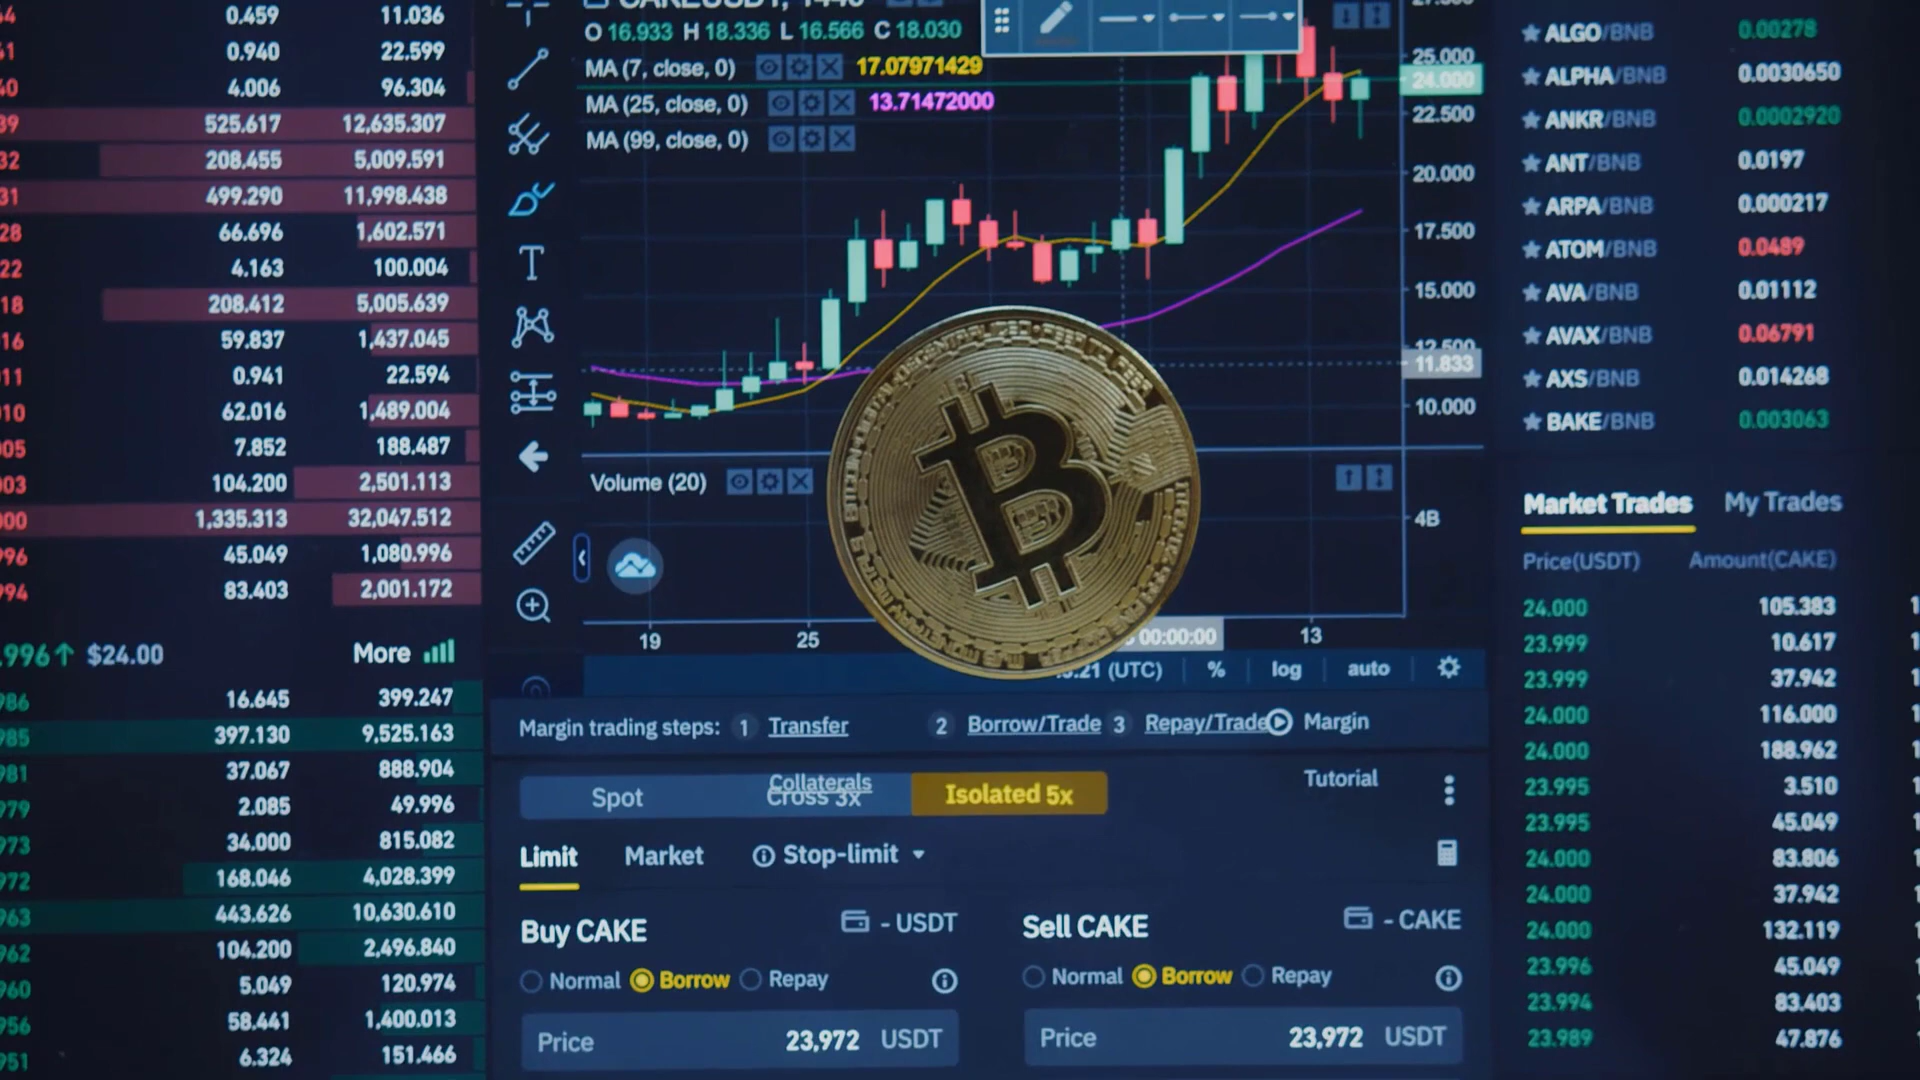 0.459 11.036
0.940 22.599
4.006 96.304
525.617 12,635.307
208.455 5,009.591
499.290 11,998.438
66.696 1,602.571
4.163 100.004
208.412 5,005.639
59.837 1,437.045
0.941 22.594
62.016 1,489.004
7.852 188.487
104.200 2,501.113
1,335.313 32,047.512
45.049 1,080.996
83.403 2,001.172
$24.00 More
16.645 399.247
397.130 9,525.163
37.067 888.904
2.085 49.996
34.000 815.082
168.046 4,028.399
443.626 10,630.610
104.200 2,496.840
5.049 120.974
58.441 1,400.013
6.324 151.466
O 16.933 H 18.336 L 16.566 C 18.030
MA (7, close, 0) 17.07971429
MA (25, close, 0) 13.71472000
MA (99, close, 0)
25.000
24.000
22.500
20.000
17.500
15.000
12.500
11.833
10.000
Volume (20)
4B
19 25 00:00:00 13
(UTC) % log auto
Margin trading steps: 1 Transfer 2 Borrow/Trade 3 Repay/Trade Margin
Collaterals Tutorial
Spot Cross 3x Isolated 5x
Limit Market Stop-limit
Buy CAKE - USDT
Normal Borrow Repay
Price 23,972 USDT
Sell CAKE - CAKE
Normal Borrow Repay
Price 23,972 USDT
ALGO/BNB 0.00278
ALPHA/BNB 0.0030650
ANKR/BNB 0.0002920
ANT/BNB 0.0197
ARPA/BNB 0.000217
ATOM/BNB 0.0489
AVA/BNB 0.01112
AVAX/BNB 0.06791
AXS/BNB 0.014268
BAKE/BNB 0.003063
Market Trades My Trades
Price(USDT) Amount(CAKE)
24.000 105.383
23.999 10.617
23.999 37.942
24.000 116.000
24.000 188.962
23.995 3.510
23.995 45.049
24.000 83.806
24.000 37.942
24.000 132.119
23.996 45.049
23.994 83.403
23.989 47.876